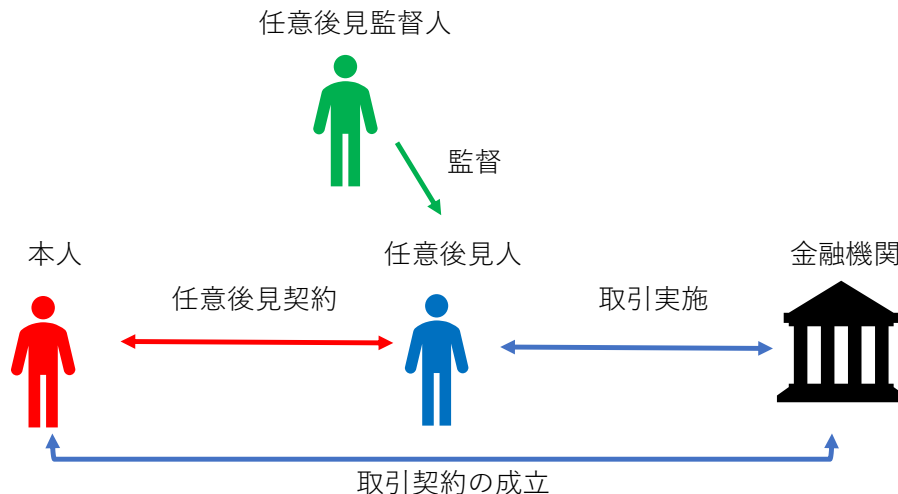 任意後見監督人
監督
本人
任意後見人
金融機関
任意後見契約
取引実施
取引契約の成立